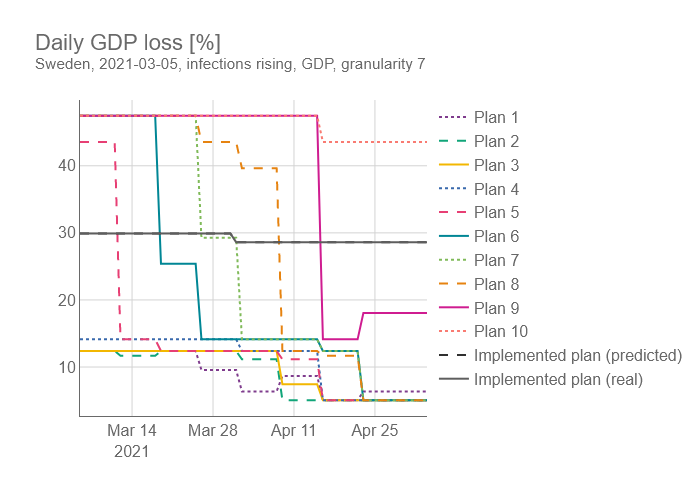 Daily GDP loss [%]
Sweden, 2021-03-05, infections rising, GDP, granularity 7
40
30
20
10
Mar 14
2021
Mar 28
Apr 11
Apr 25
Plan 1
Plan 2
Plan 3
Plan 4
Plan 5
Plan 6
Plan 7
Plan 8
Plan 9
Plan 10
Implemented plan (predicted)
Implemented plan (real)